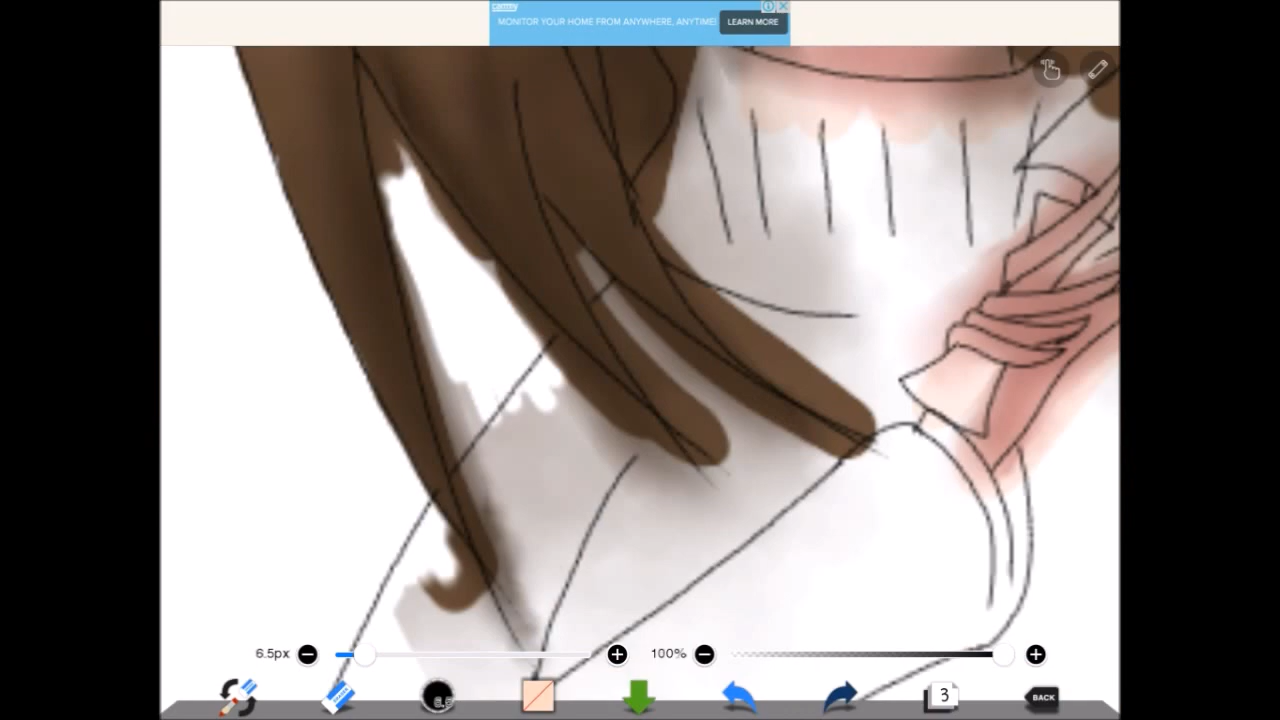 MONITOR YOUR HOME FROM ANYWHERE, ANYTIME!
LEARN MORE
6.5px
100%
3
BACK